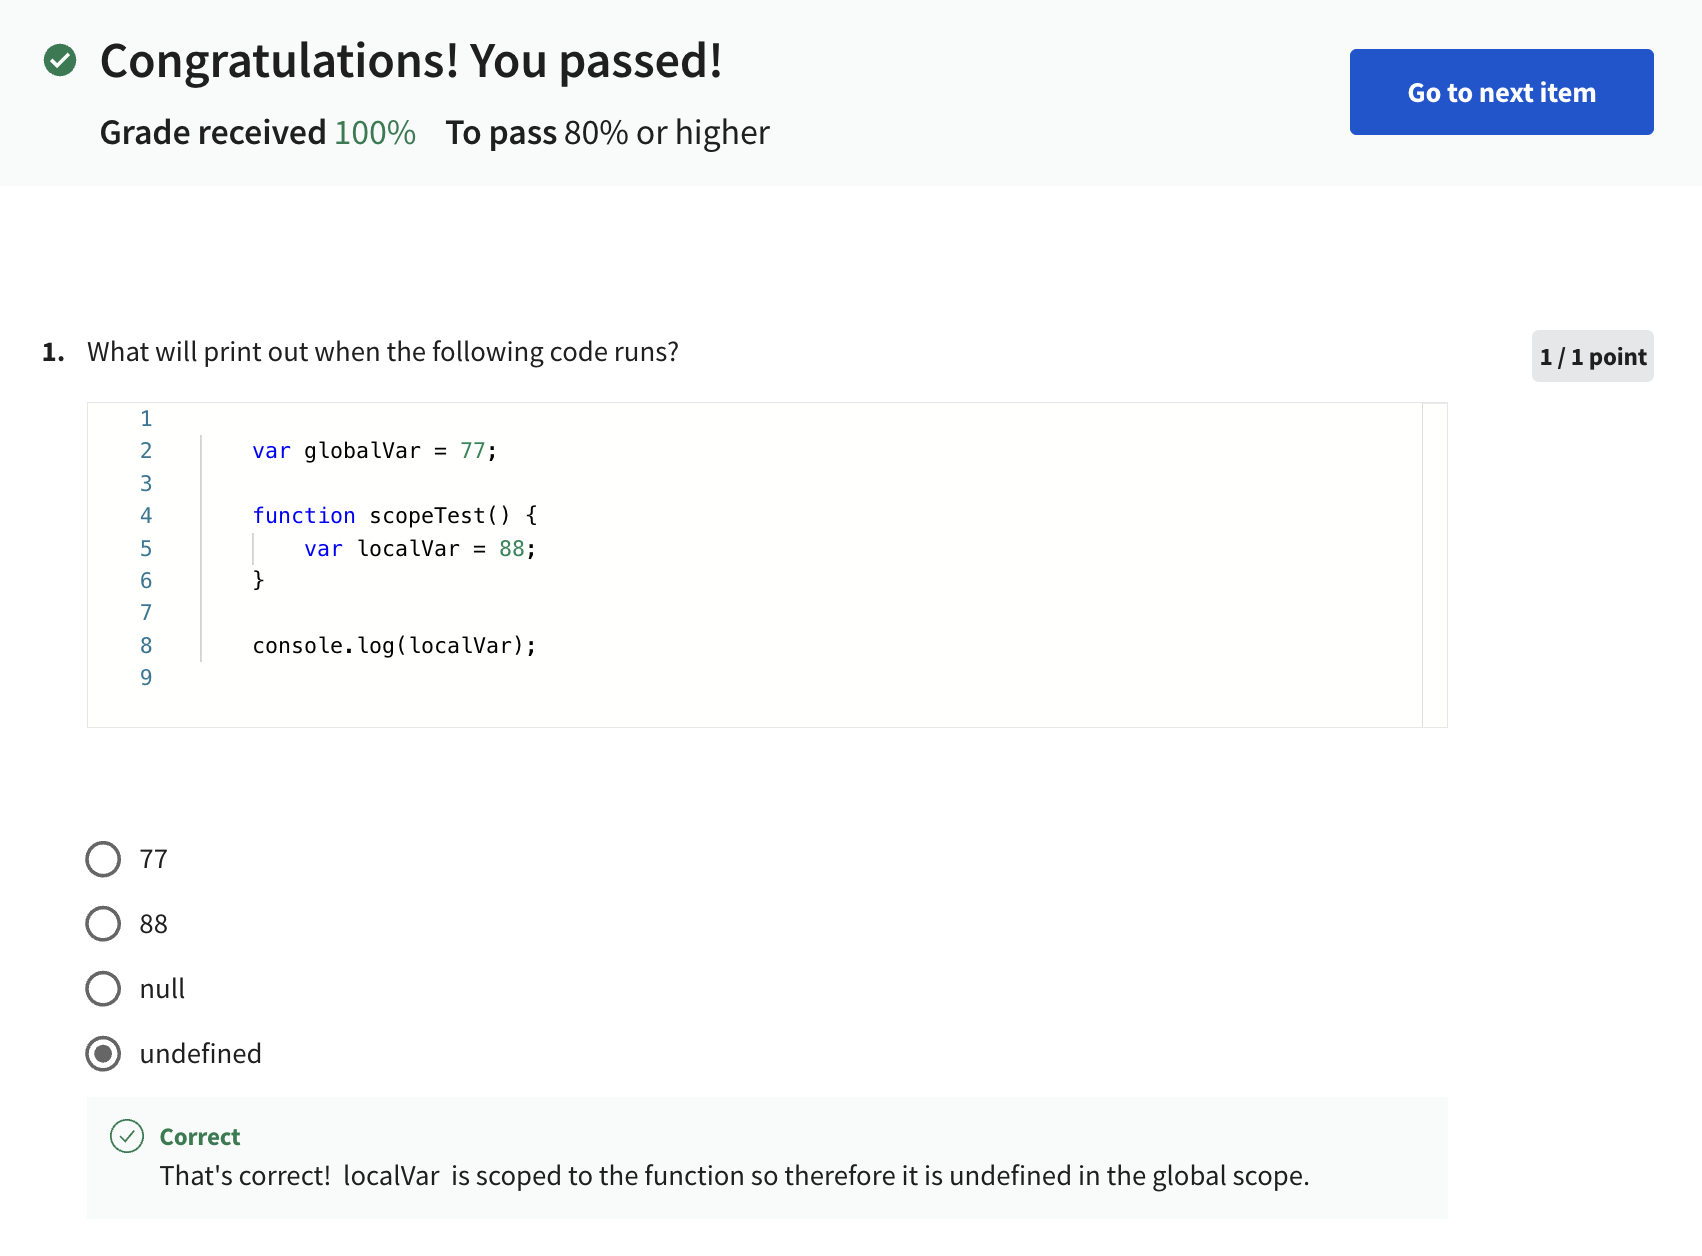 Congratulations! You passed!
Go to next item
Grade received 100% To pass 80% or higher
1. What will print out when the following code runs?
1 / 1 point
1
2 var globalVar = 77;
3
4 function scopeTest() {
5 var localVar = 88;
6 }
7
8 console.log(localVar);
9
77
88
null
undefined
Correct
That's correct! localVar is scoped to the function so therefore it is undefined in the global scope.